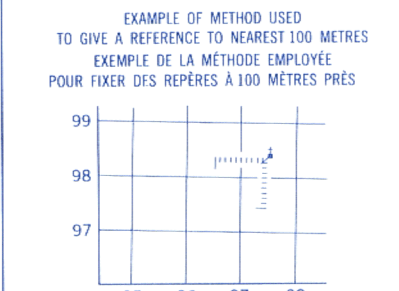 EXAMPLE OF METHOD USED
TO GIVE A REFERENCE TO NEAREST 100 METRES
EXEMPLE DE LA MÉTHODE EMPLOYÉE
POUR FIXER DES REPÈRES À 100 MÈTRES PRÈS
99
98
97